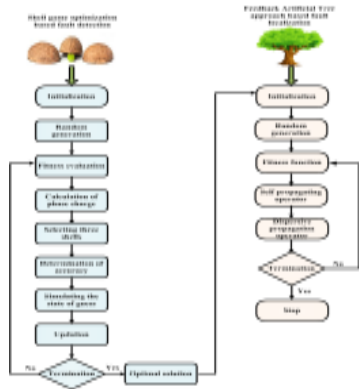 Shell game optimization
based fault detection
Initialization
Random
generation
Fitness evaluation
Calculation of
phase change
Selecting three
shells
Determination of
accuracy
Simulating the
state of guess
Updation
No
Termination
Yes
Optimal solution
Feedback Artificial Tree
approach based fault
localization
Initialization
Random
generation
Fitness function
Self-propagating
operator
Dispersive
propagation
operator
Termination
No
Yes
Stop